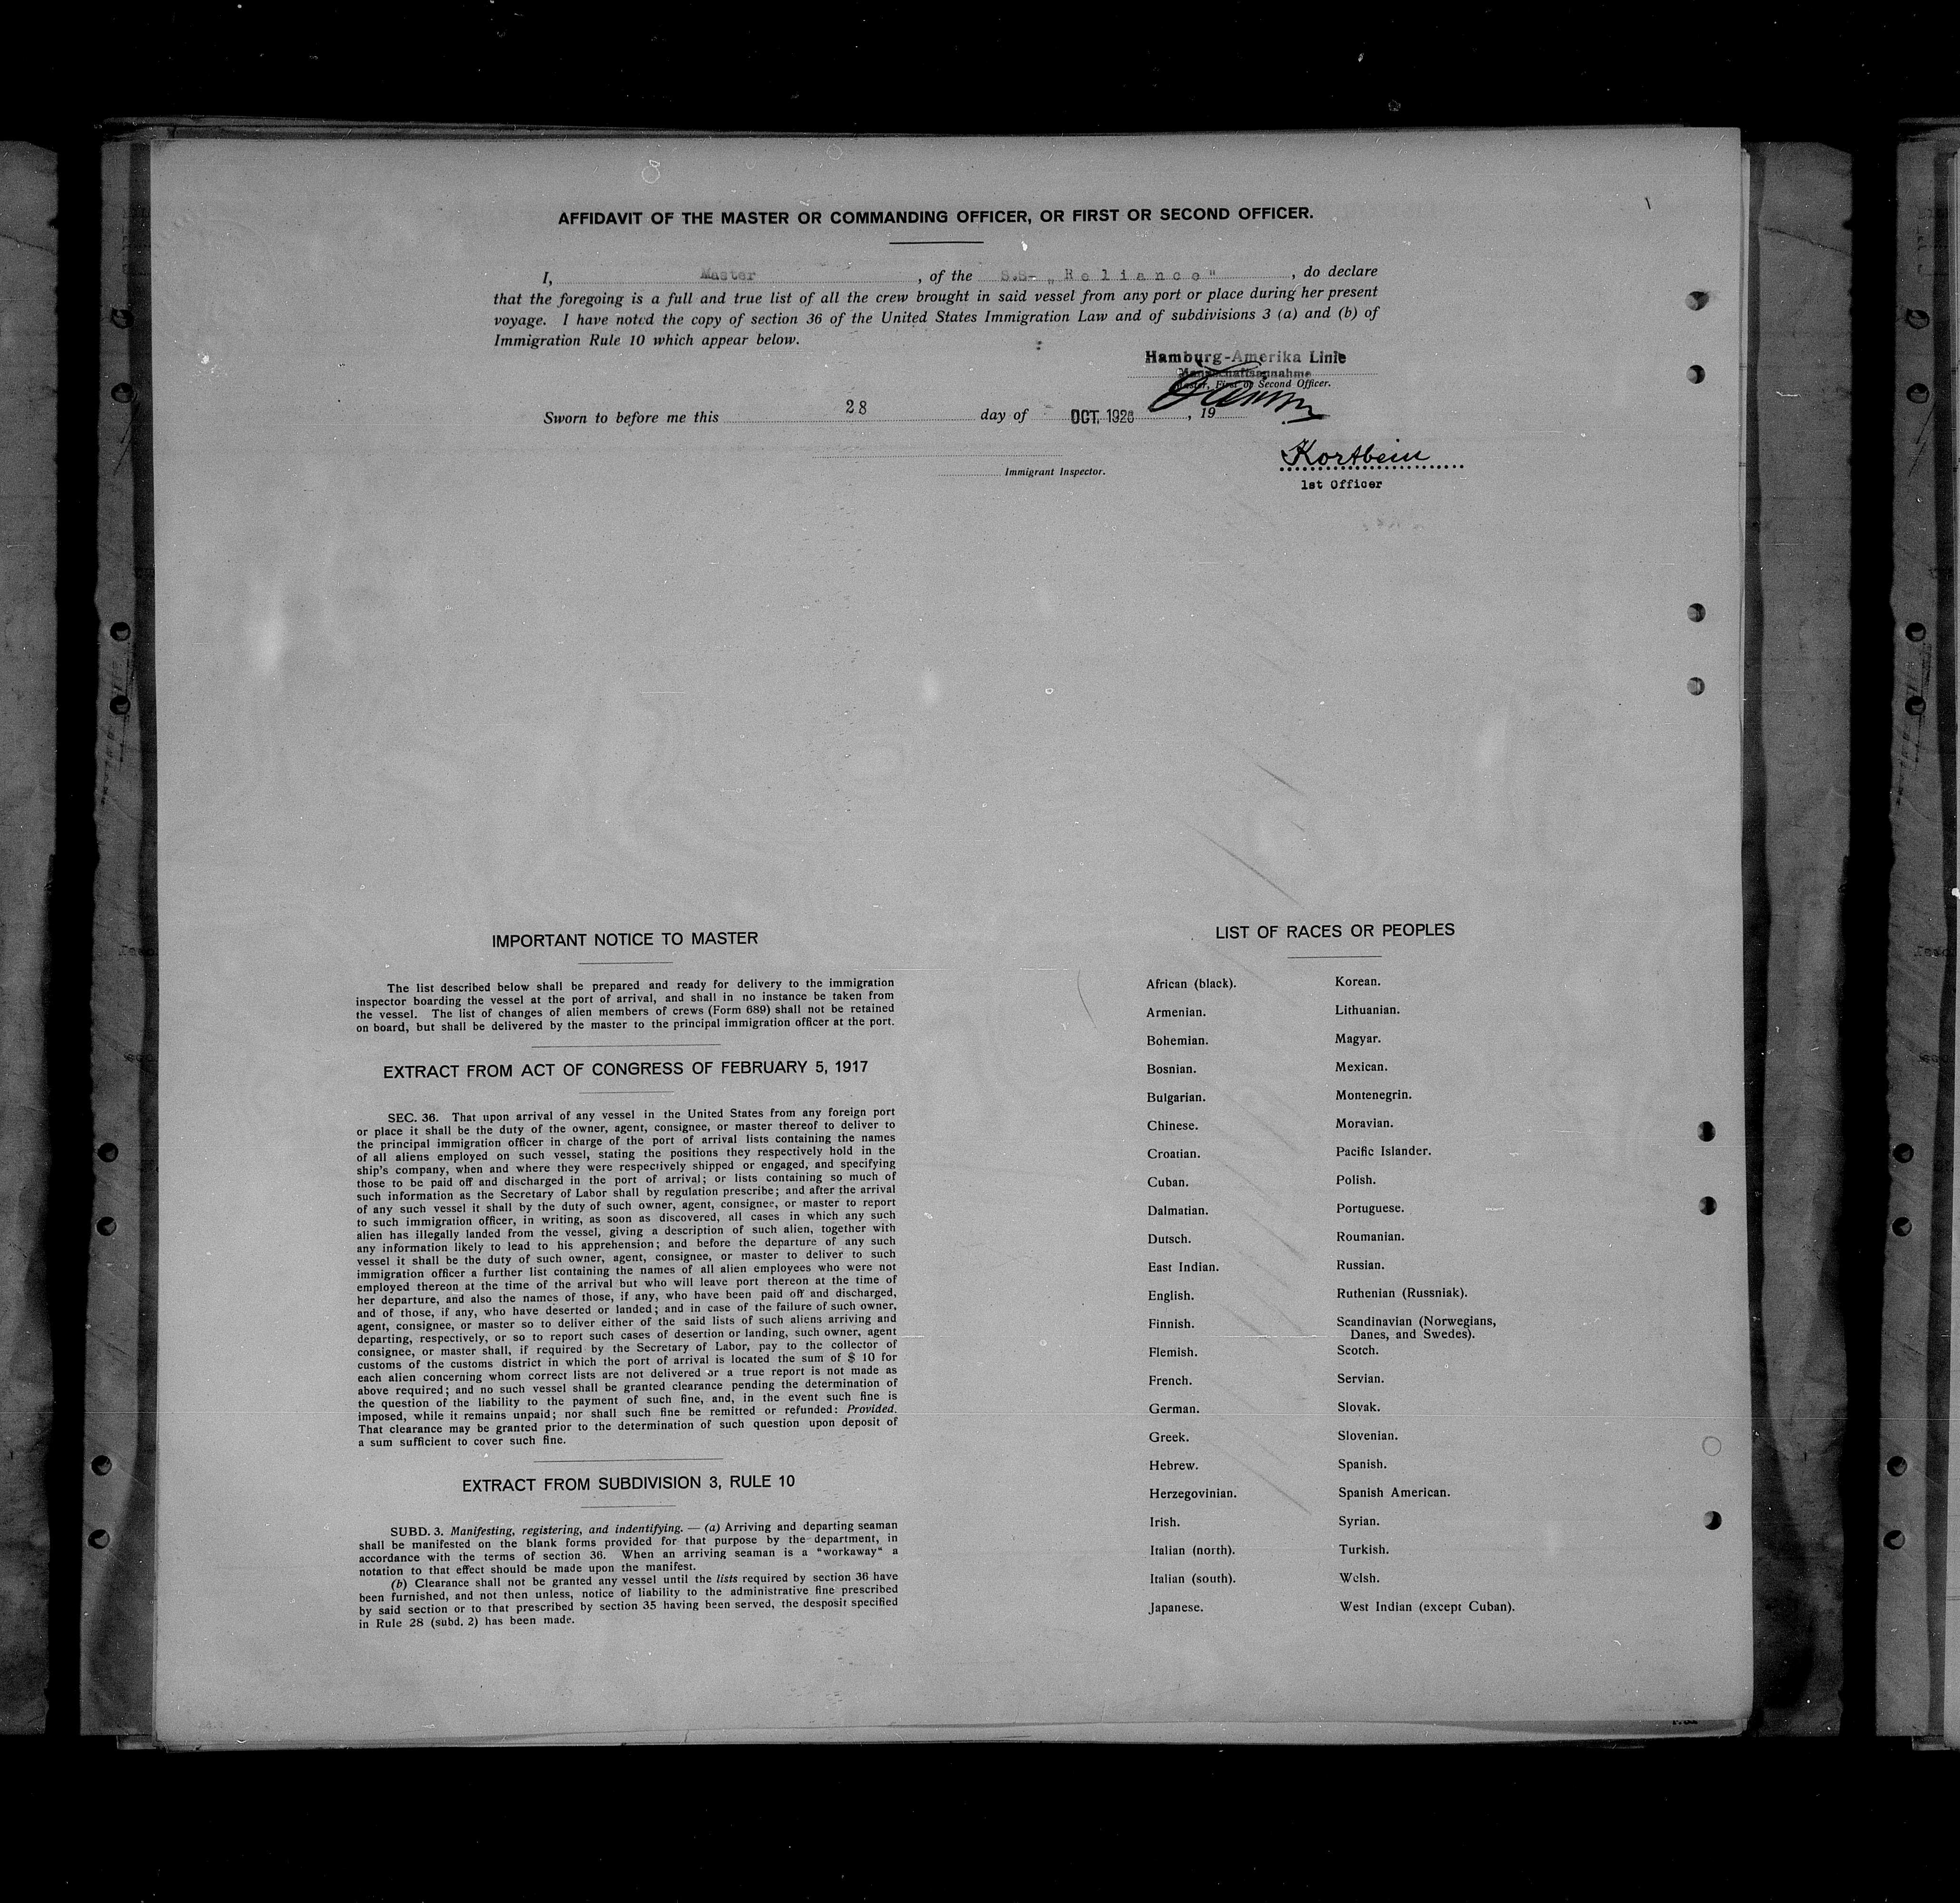 AFFIDAVIT OF THE MASTER OR COMMANDING OFFICER, OR FIRST OR SECOND OFFICER.
I, Master , of the S.S- „ R e l i a n c e " , do declare
that the foregoing is a full and true list of all the crew brought in said vessel from any port or place during her present
voyage. I have noted the copy of section 36 of the United States Immigration Law and of subdivisions 3 (a) and (b) of
Immigration Rule 10 which appear below.
Hamburg-Amerika Linie
Mannschaftsannahme
Master, First or Second Officer.
Sworn to before me this 28 day of OCT. 1926 , 19
Kortbein
Immigrant Inspector.
1st Officer
IMPORTANT NOTICE TO MASTER
The list described below shall be prepared and ready for delivery to the immigration
inspector boarding the vessel at the port of arrival, and shall in no instance be taken from
the vessel. The list of changes of alien members of crews (Form 689) shall not be retained
on board, but shall be delivered by the master to the principal immigration officer at the port.
EXTRACT FROM ACT OF CONGRESS OF FEBRUARY 5, 1917
SEC. 36. That upon arrival of any vessel in the United States from any foreign port
or place it shall be the duty of the owner, agent, consignee, or master thereof to deliver to
the principal immigration officer in charge of the port of arrival lists containing the names
of all aliens employed on such vessel, stating the positions they respectively hold in the
ship's company, when and where they were respectively shipped or engaged, and specifying
those to be paid off and discharged in the port of arrival; or lists containing so much of
such information as the Secretary of Labor shall by regulation prescribe; and after the arrival
of any such vessel it shall by the duty of such owner, agent, consignee, or master to report
to such immigration officer, in writing, as soon as discovered, all cases in which any such
alien has illegally landed from the vessel, giving a description of such alien, together with
any information likely to lead to his apprehension; and before the departure of any such
vessel it shall be the duty of such owner, agent, consignee, or master to deliver to such
immigration officer a further list containing the names of all alien employees who were not
employed thereon at the time of the arrival but who will leave port thereon at the time of
her departure, and also the names of those, if any, who have been paid off and discharged,
and of those, if any, who have deserted or landed; and in case of the failure of such owner,
agent, consignee, or master so to deliver either of the said lists of such aliens arriving and
departing, respectively, or so to report such cases of desertion or landing, such owner, agent
consignee, or master shall, if required by the Secretary of Labor, pay to the collector of
customs of the customs district in which the port of arrival is located the sum of $ 10 for
each alien concerning whom correct lists are not delivered or a true report is not made as
above required; and no such vessel shall be granted clearance pending the determination of
the question of the liability to the payment of such fine, and, in the event such fine is
imposed, while it remains unpaid; nor shall such fine be remitted or refunded: Provided.
That clearance may be granted prior to the determination of such question upon deposit of
a sum sufficient to cover such fine.
EXTRACT FROM SUBDIVISION 3, RULE 10
SUBD. 3. Manifesting, registering, and indentifying. — (a) Arriving and departing seaman
shall be manifested on the blank forms provided for that purpose by the department, in
accordance with the terms of section 36. When an arriving seaman is a "workaway" a
notation to that effect should be made upon the manifest.
(b) Clearance shall not be granted any vessel until the lists required by section 36 have
been furnished, and not then unless, notice of liability to the administrative fine prescribed
by said section or to that prescribed by section 35 having been served, the desposit specified
in Rule 28 (subd. 2) has been made.
LIST OF RACES OR PEOPLES
African (black).
Armenian.
Bohemian.
Bosnian.
Bulgarian.
Chinese.
Croatian.
Cuban.
Dalmatian.
Dutsch.
East Indian.
English.
Finnish.
Flemish.
French.
German.
Greek.
Hebrew.
Herzegovinian.
Irish.
Italian (north).
Italian (south).
Japanese.
Korean.
Lithuanian.
Magyar.
Mexican.
Montenegrin.
Moravian.
Pacific Islander.
Polish.
Portuguese.
Roumanian.
Russian.
Ruthenian (Russniak).
Scandinavian (Norwegians,
Danes, and Swedes).
Scotch.
Servian.
Slovak.
Slovenian.
Spanish.
Spanish American.
Syrian.
Turkish.
Welsh.
West Indian (except Cuban).